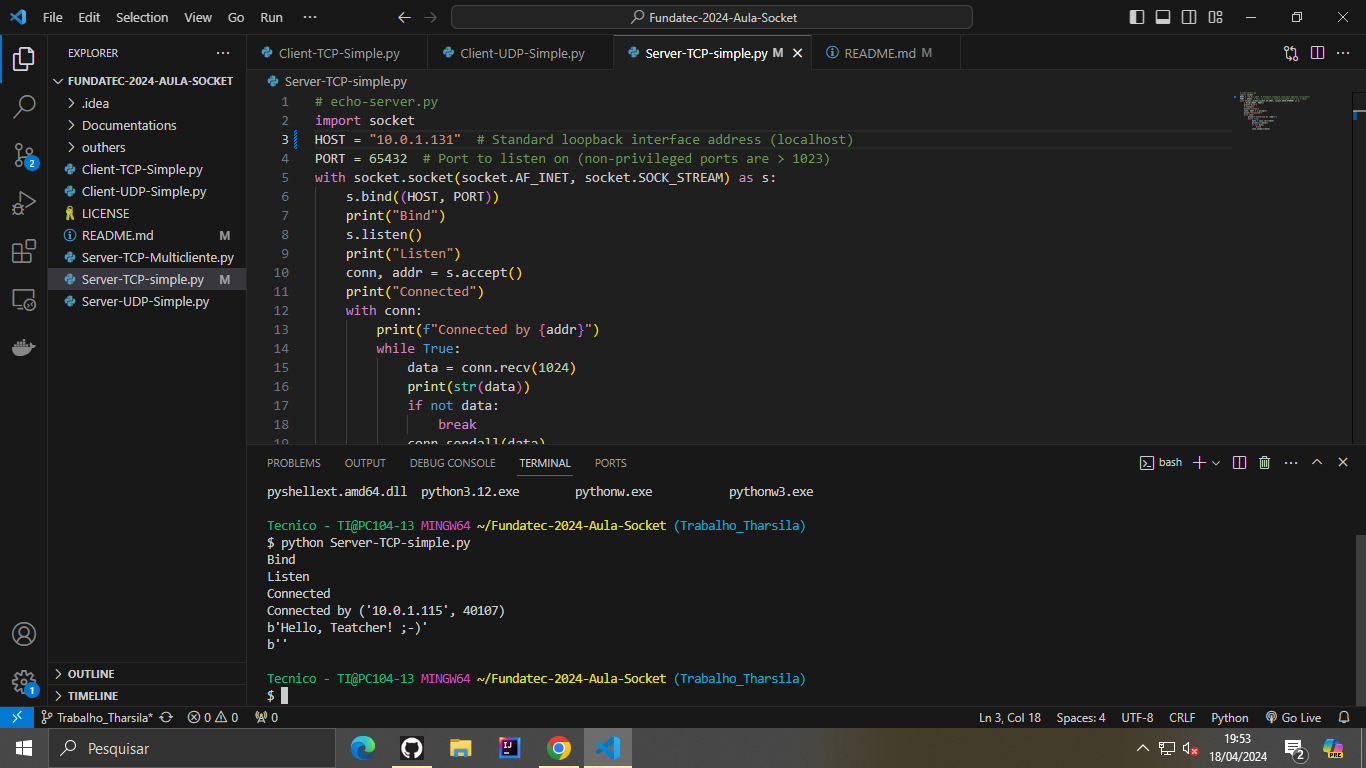 File Edit Selection View Go Run ··· Fundatec-2024-Aula-Socket
EXPLORER ···
FUNDATEC-2024-AULA-SOCKET
.idea
Documentations
outhers
Client-TCP-Simple.py
Client-UDP-Simple.py
LICENSE
README.md M
Server-TCP-Multicliente.py
Server-TCP-simple.py M
Server-UDP-Simple.py
OUTLINE
TIMELINE
2
1
Client-TCP-Simple.py Client-UDP-Simple.py Server-TCP-simple.py M README.md M
Server-TCP-simple.py
1 # echo-server.py
2 import socket
3 HOST = "10.0.1.131"  # Standard loopback interface address (localhost)
4 PORT = 65432  # Port to listen on (non-privileged ports are > 1023)
5 with socket.socket(socket.AF_INET, socket.SOCK_STREAM) as s:
6     s.bind((HOST, PORT))
7     print("Bind")
8     s.listen()
9     print("Listen")
10     conn, addr = s.accept()
11     print("Connected")
12     with conn:
13         print(f"Connected by {addr}")
14         while True:
15             data = conn.recv(1024)
16             print(str(data))
17             if not data:
18                 break
19             conn.sendall(data)
PROBLEMS OUTPUT DEBUG CONSOLE TERMINAL PORTS bash
pyshellext.amd64.dll  python3.12.exe        pythonw.exe           pythonw3.exe
Tecnico - TI@PC104-13 MINGW64 ~/Fundatec-2024-Aula-Socket (Trabalho_Tharsila)
$ python Server-TCP-simple.py
Bind
Listen
Connected
Connected by ('10.0.1.115', 40107)
b'Hello, Teatcher! ;-)'
b''
Tecnico - TI@PC104-13 MINGW64 ~/Fundatec-2024-Aula-Socket (Trabalho_Tharsila)
$
Trabalho_Tharsila* 0 0 0 Ln 3, Col 18 Spaces: 4 UTF-8 CRLF Python Go Live
Pesquisar
IJ
19:53
18/04/2024
2
PRE